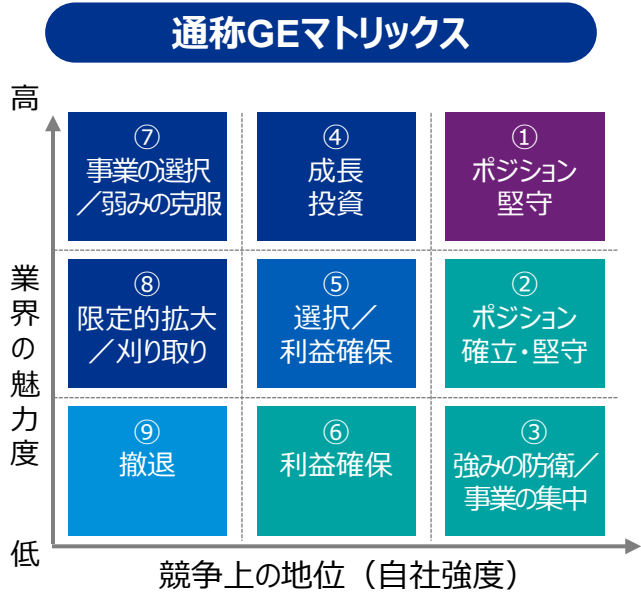 通称GEマトリックス
高
⑦
事業の選択
／弱みの克服
④
成長
投資
①
ポジション
堅守
業界の魅力度
⑧
限定的拡大
／刈り取り
⑤
選択／
利益確保
②
ポジション
確立・堅守
⑨
撤退
⑥
利益確保
③
強みの防衛／
事業の集中
低
競争上の地位（自社強度）